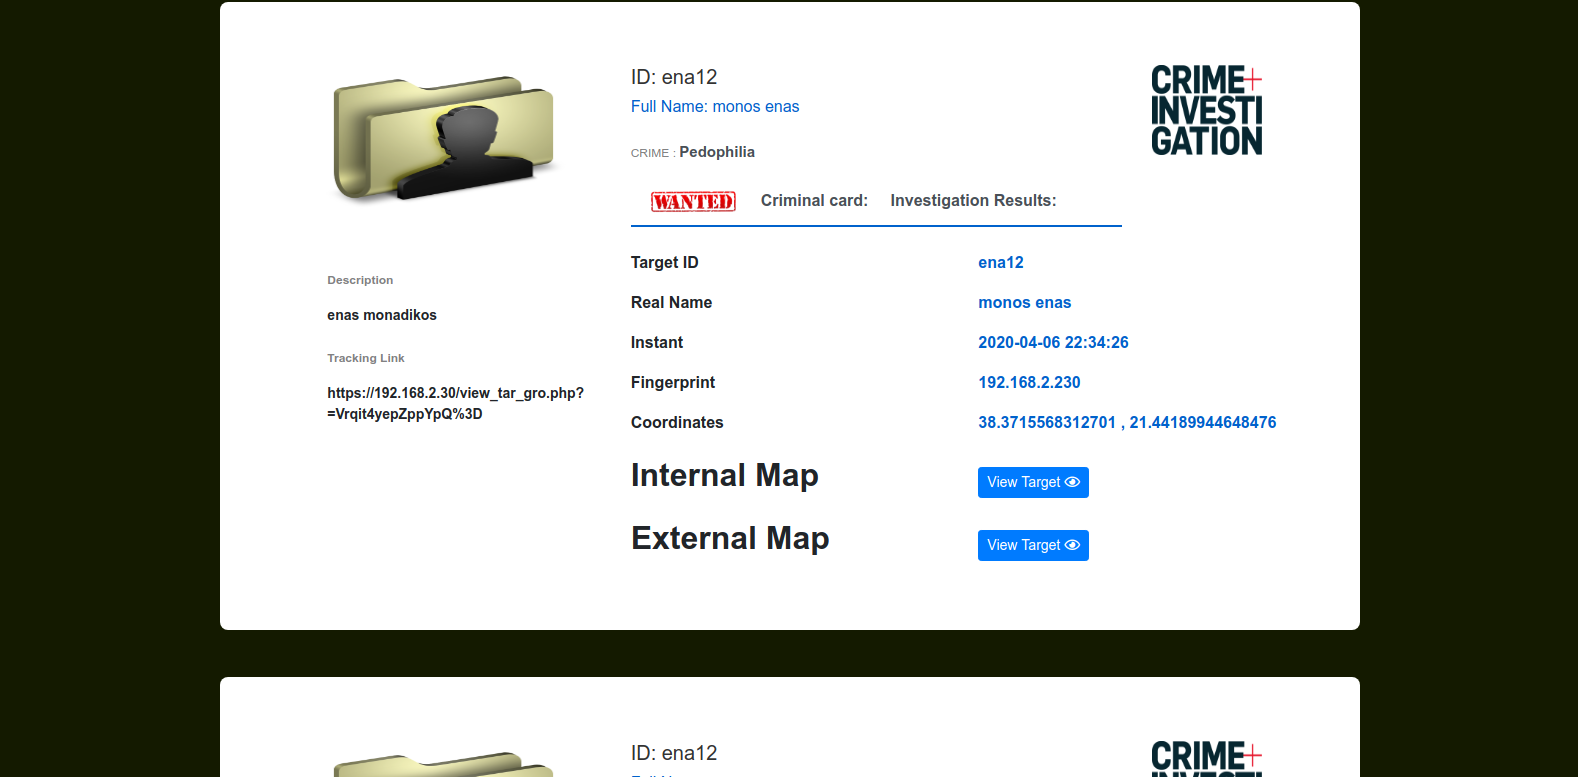 ID: ena12
Full Name: monos enas
CRIME : Pedophilia
CRIME+
INVESTI
GATION
WANTED Criminal card: Investigation Results:
Description
enas monadikos
Tracking Link
https://192.168.2.30/view_tar_gro.php?
=Vrqit4yepZppYpQ%3D
Target ID ena12
Real Name monos enas
Instant 2020-04-06 22:34:26
Fingerprint 192.168.2.230
Coordinates 38.3715568312701 , 21.44189944648476
Internal Map View Target
External Map View Target
ID: ena12
CRIME+